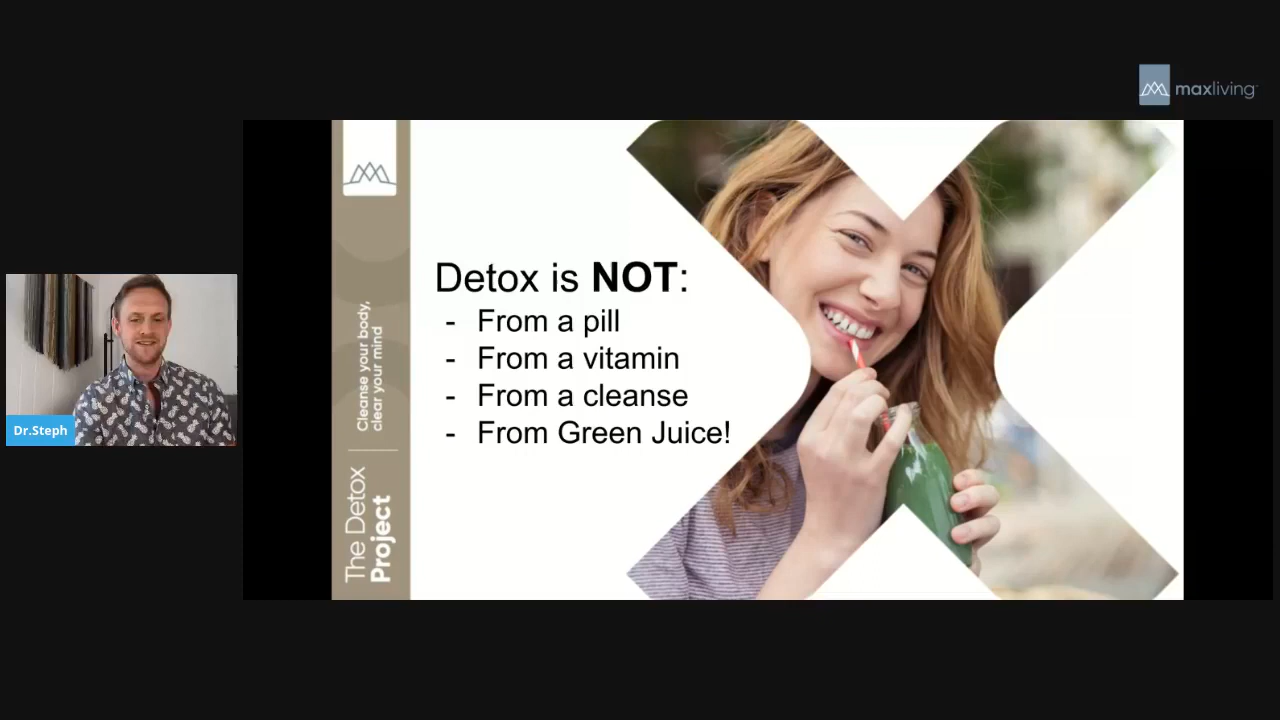 maxliving
Detox is NOT:
- From a pill
- From a vitamin
- From a cleanse
- From Green Juice!
The Detox
Project
Cleanse your body,
clear your mind
Dr.Steph